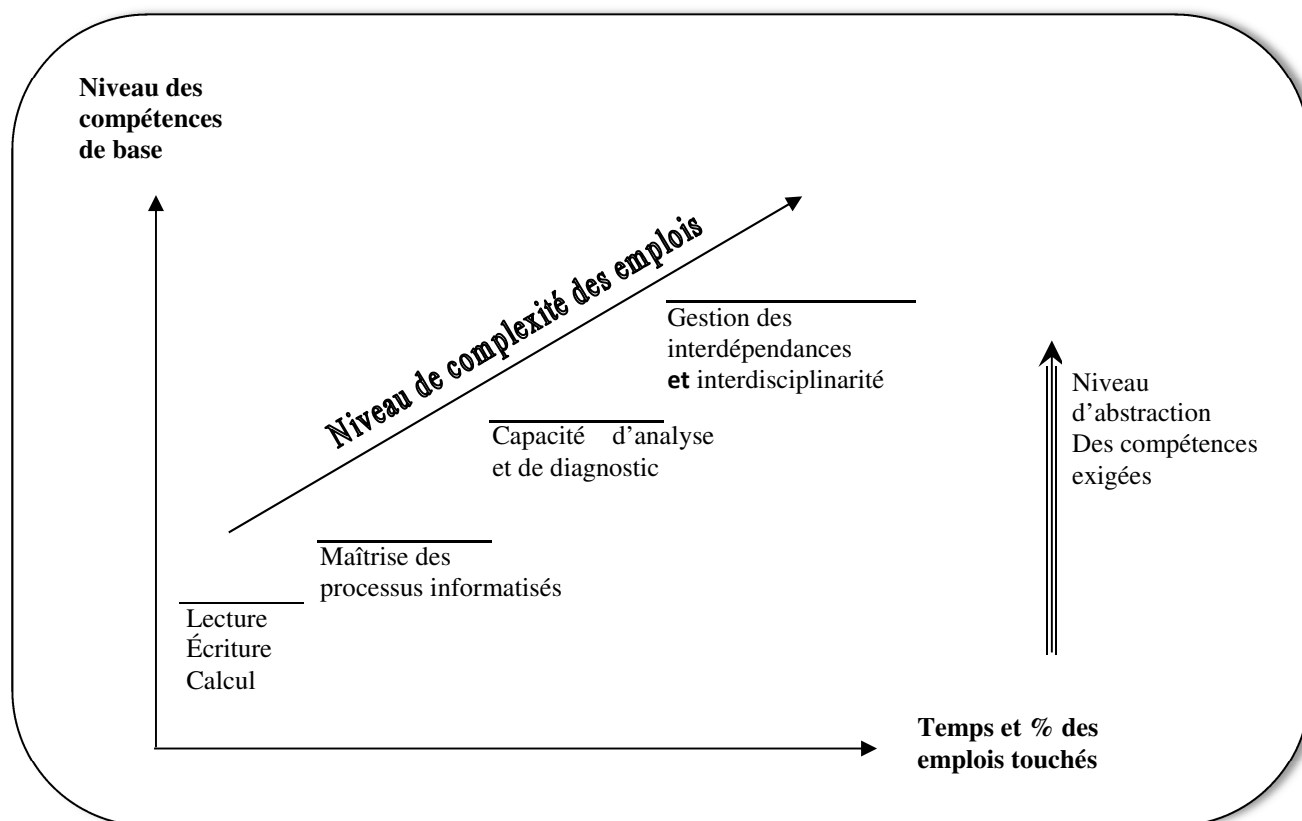 Niveau des
compétences
de base
Niveau de complexité des emplois
Gestion des
interdépendances
et interdisciplinarité
Niveau
d’abstraction
Des compétences
exigées
Capacité d’analyse
et de diagnostic
Maîtrise des
processus informatisés
Lecture
Écriture
Calcul
Temps et % des
emplois touchés